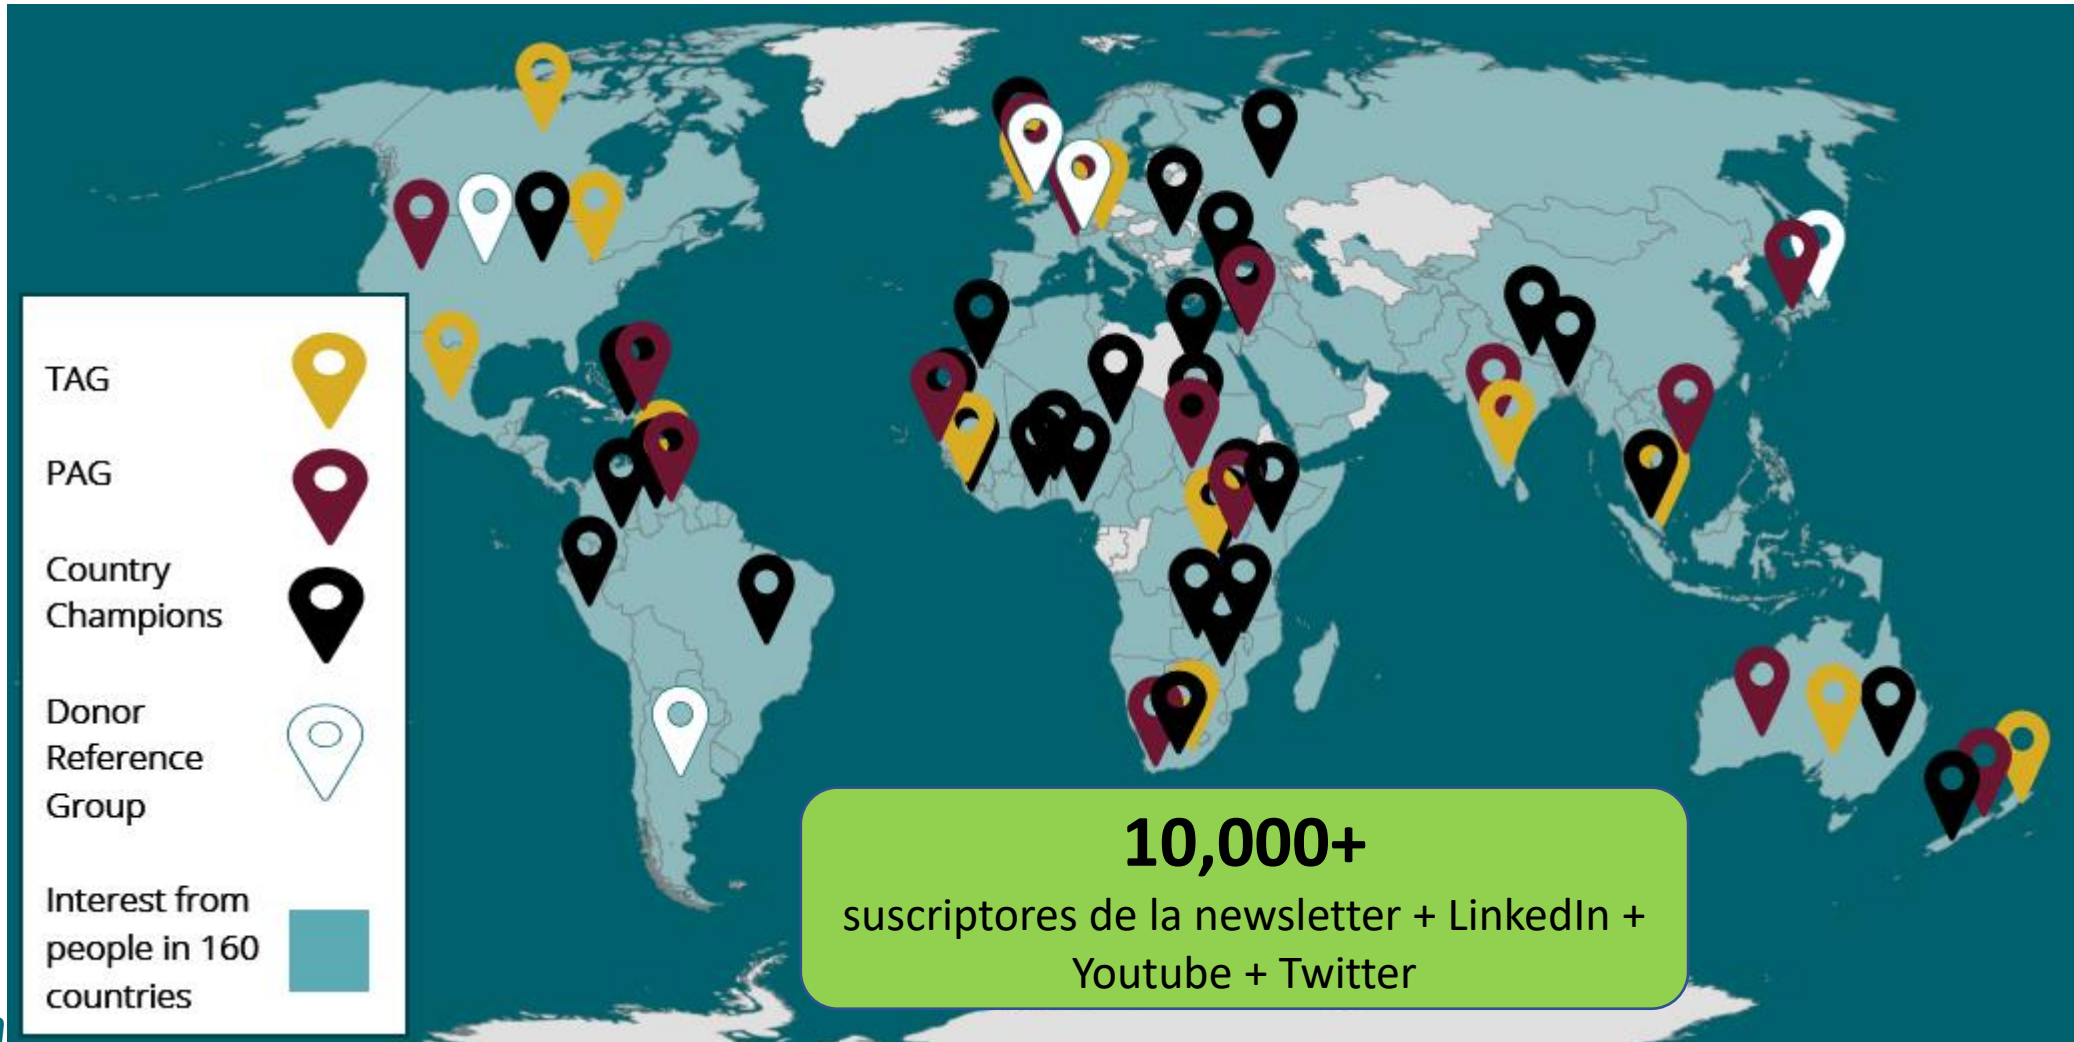 TAG
PAG
Country
Champions
Donor
Reference
Group
Interest from
people in 160
countries
10,000+
suscriptores de la newsletter + LinkedIn +
Youtube + Twitter